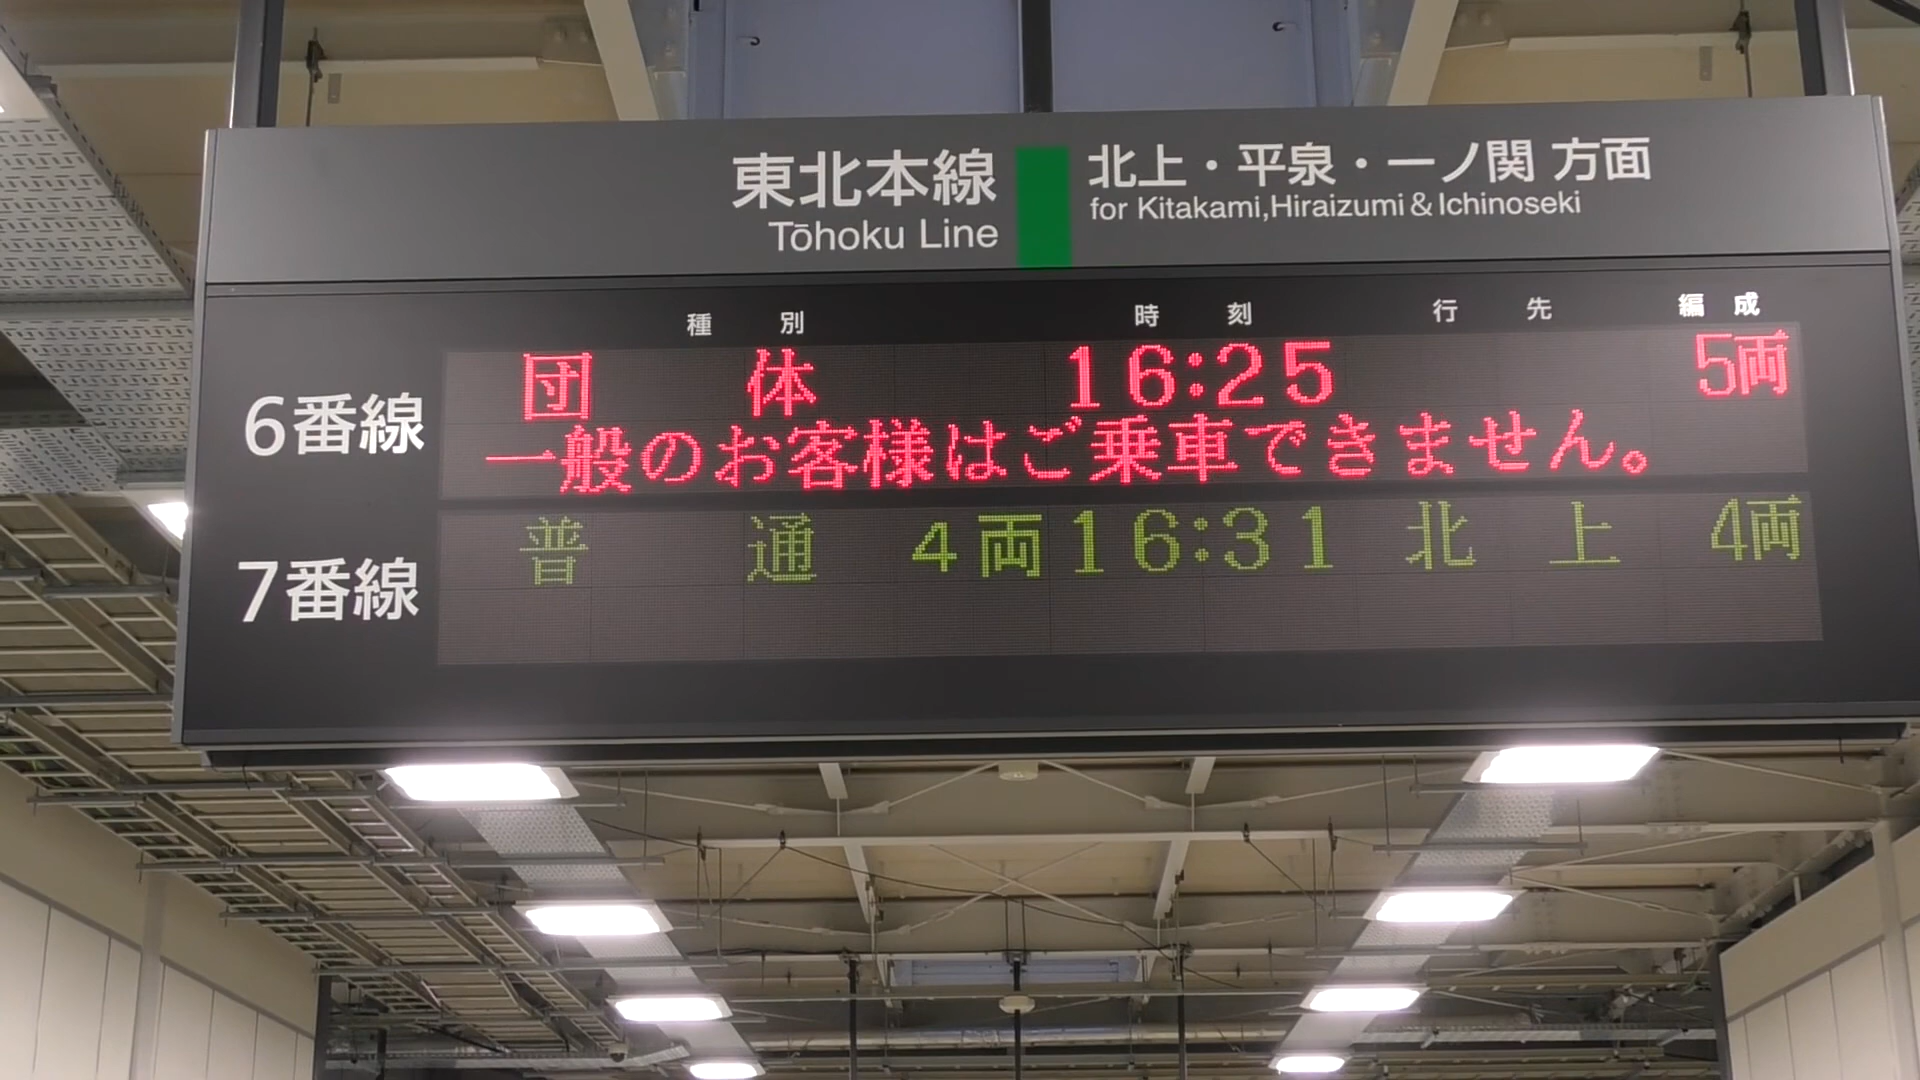 東北本線
Tōhoku Line
北上・平泉・一ノ関 方面
for Kitakami,Hiraizumi & Ichinoseki
種別 時刻 行先 編成
6番線 団体 16:25 5両
一般のお客様はご乗車できません。
7番線 普通 4両 16:31 北上 4両